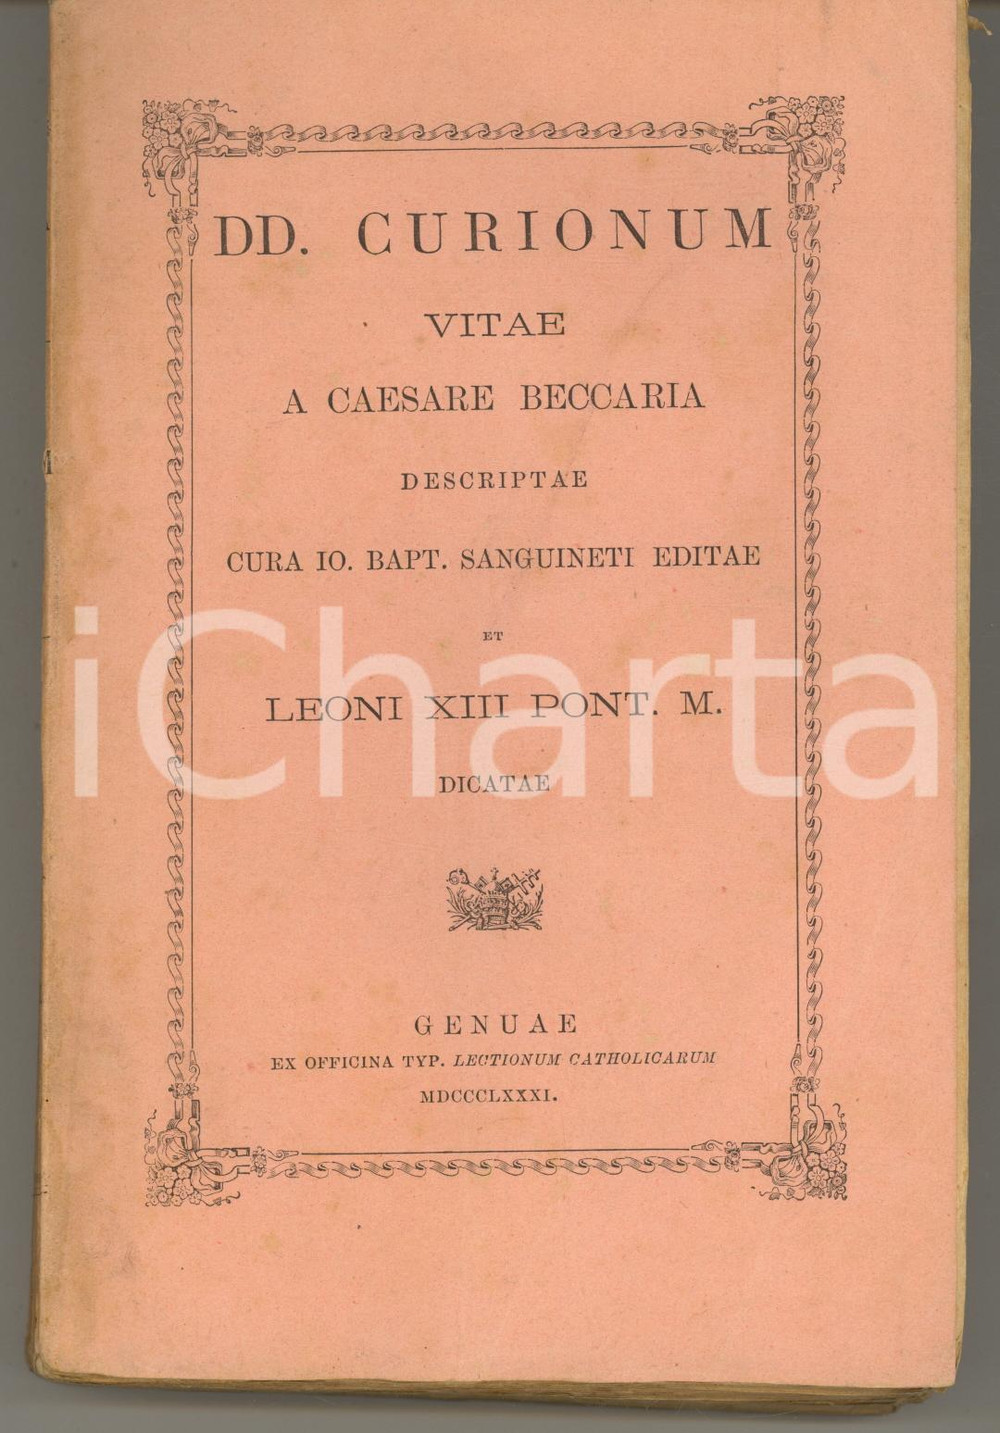 DD. CURIONUM
VITAE
A CAESARE BECCARIA
DESCRIPTAE
CURA IO. BAPT. SANGUINETI EDITAE
ET
LEONI XIII PONT. M.
DICATAE
iCharta
GENUAE
EX OFFICINA TYP. LECTIONUM CATHOLICARUM
MDCCCLXXXI.